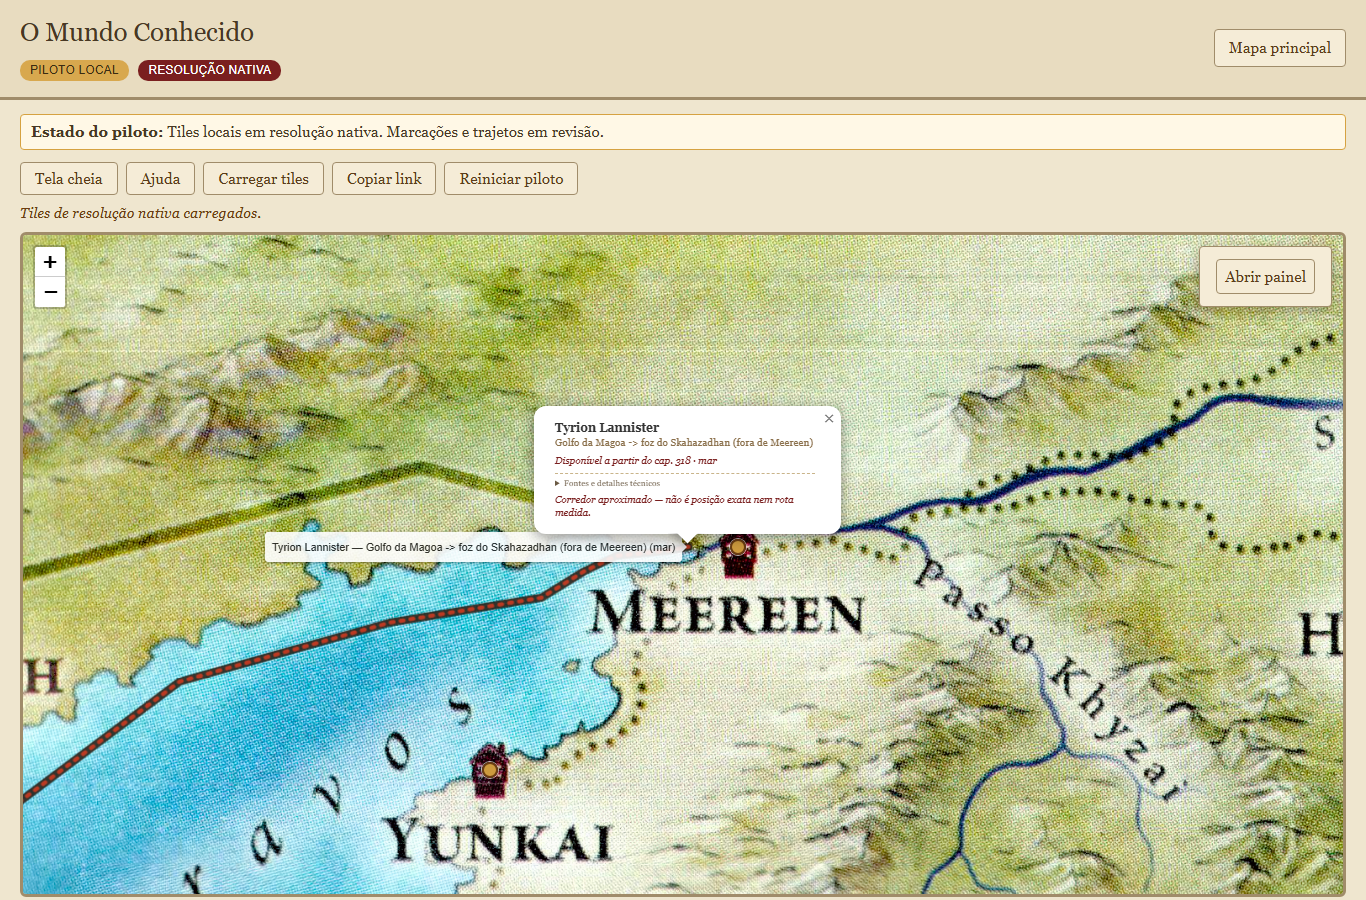 O Mundo Conhecido
PILOTO LOCAL
RESOLUÇÃO NATIVA
Mapa principal
Estado do piloto: Tiles locais em resolução nativa. Marcações e trajetos em revisão.
Tela cheia
Ajuda
Carregar tiles
Copiar link
Reiniciar piloto
Tiles de resolução nativa carregados.
+
−
Abrir painel
Tyrion Lannister
Golfo da Magoa -> foz do Skahazadhan (fora de Meereen)
Disponível a partir do cap. 318 · mar
Fontes e detalhes técnicos
Corredor aproximado — não é posição exata nem rota
medida.
S
Tyrion Lannister — Golfo da Magoa -> foz do Skahazadhan (fora de Meereen) (mar)
MEEREEN
Passo Khyzai
H
H
ravos
YUNKAI